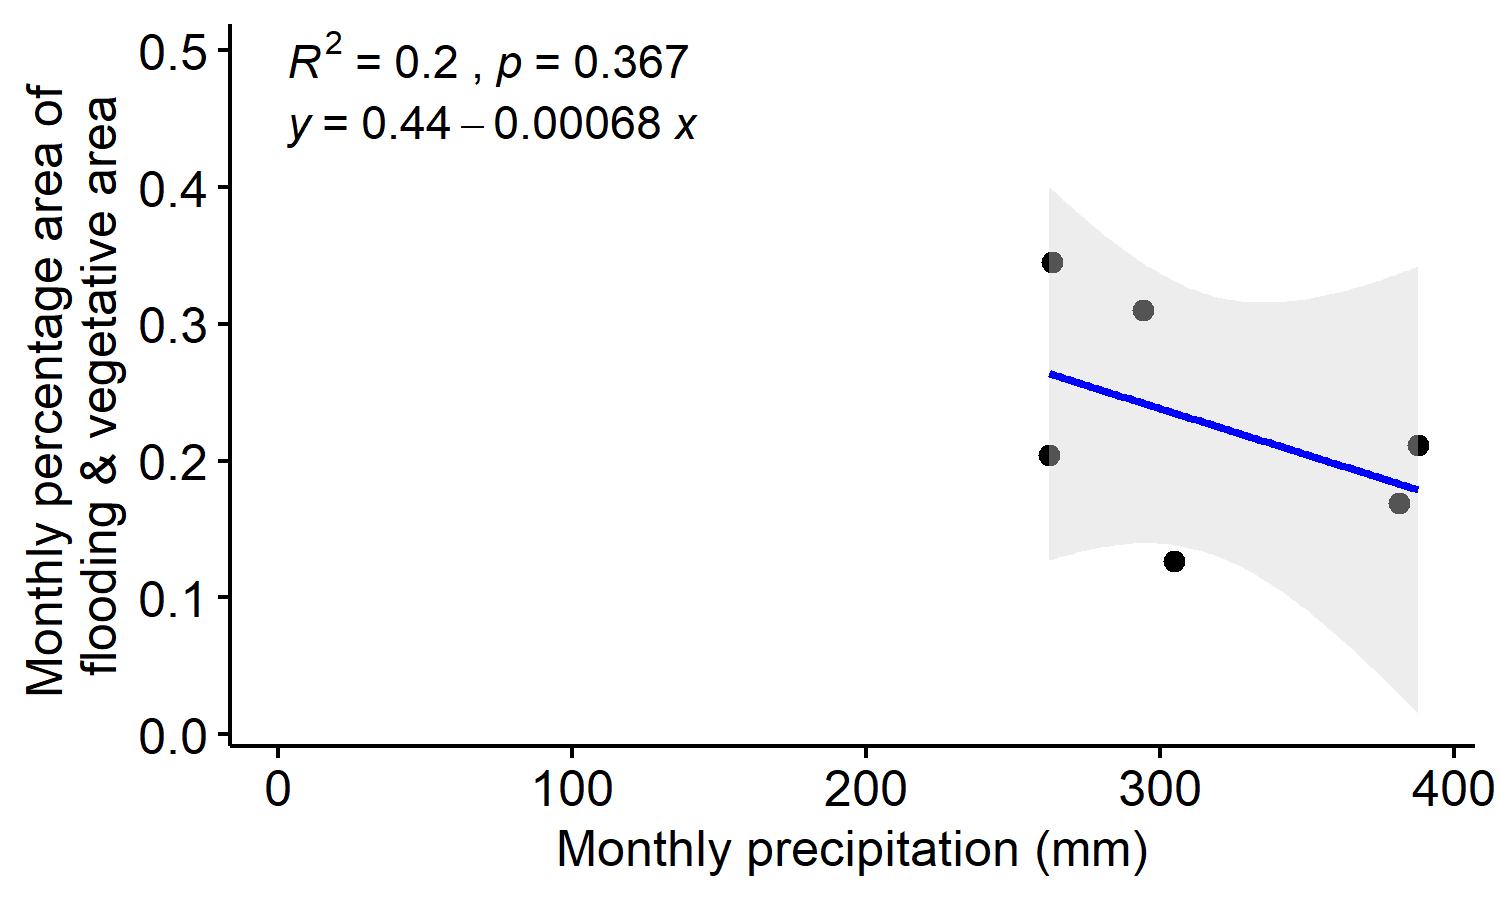 R² = 0.2 , p = 0.367
y = 0.44 – 0.00068 x
Monthly percentage area of
flooding & vegetative area
0.5
0.4
0.3
0.2
0.1
0.0
0 100 200 300 400
Monthly precipitation (mm)